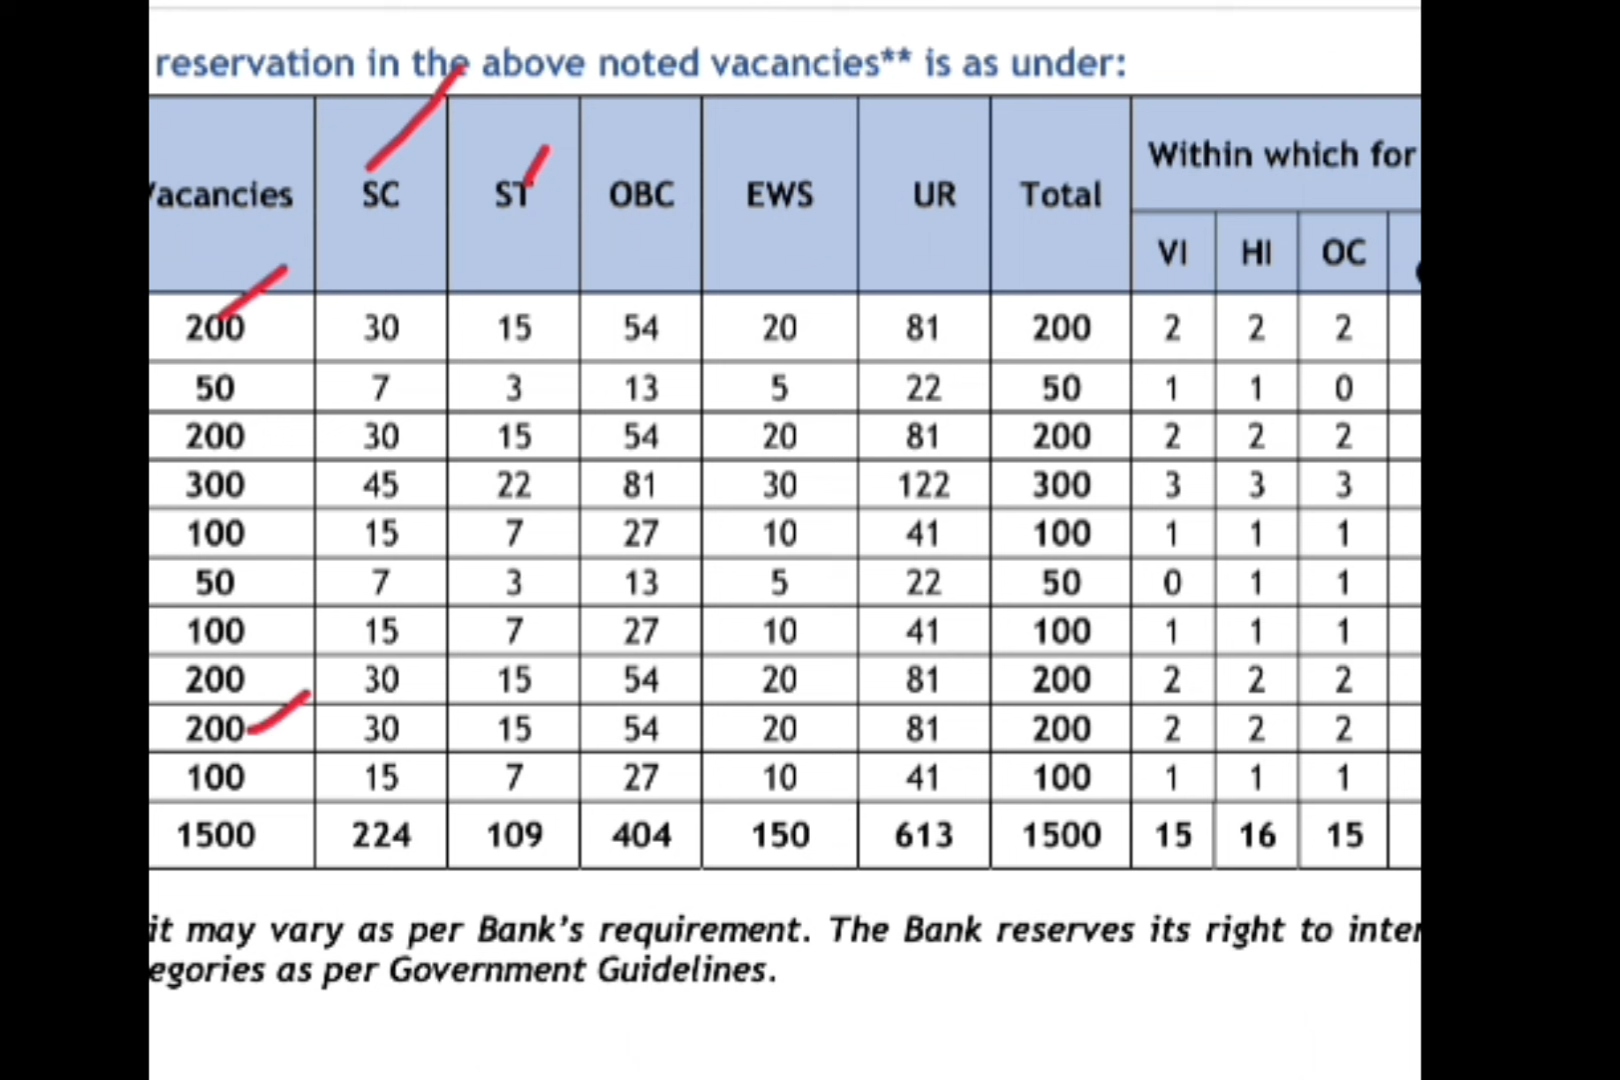 reservation in the above noted vacancies** is as under:
Vacancies SC ST OBC EWS UR Total Within which for
VI HI OC
200 30 15 54 20 81 200 2 2 2
50 7 3 13 5 22 50 1 1 0
200 30 15 54 20 81 200 2 2 2
300 45 22 81 30 122 300 3 3 3
100 15 7 27 10 41 100 1 1 1
50 7 3 13 5 22 50 0 1 1
100 15 7 27 10 41 100 1 1 1
200 30 15 54 20 81 200 2 2 2
200 30 15 54 20 81 200 2 2 2
100 15 7 27 10 41 100 1 1 1
1500 224 109 404 150 613 1500 15 16 15
it may vary as per Bank's requirement. The Bank reserves its right to inter
egories as per Government Guidelines.